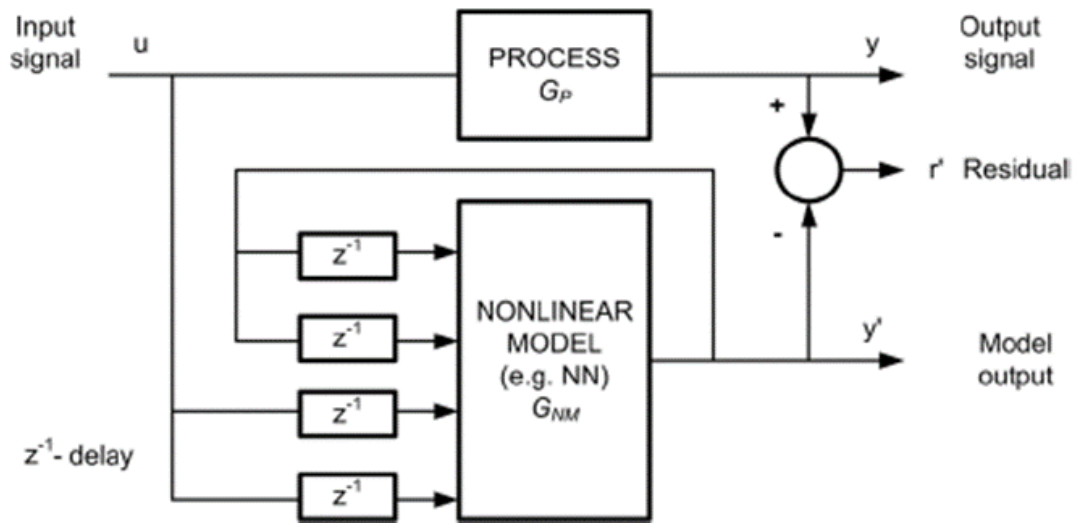 Input
signal
u
PROCESS
G_P
y
Output
signal
+
r' Residual
-
z⁻¹
z⁻¹
z⁻¹
z⁻¹
NONLINEAR
MODEL
(e.g. NN)
G_NM
y'
Model
output
z⁻¹- delay